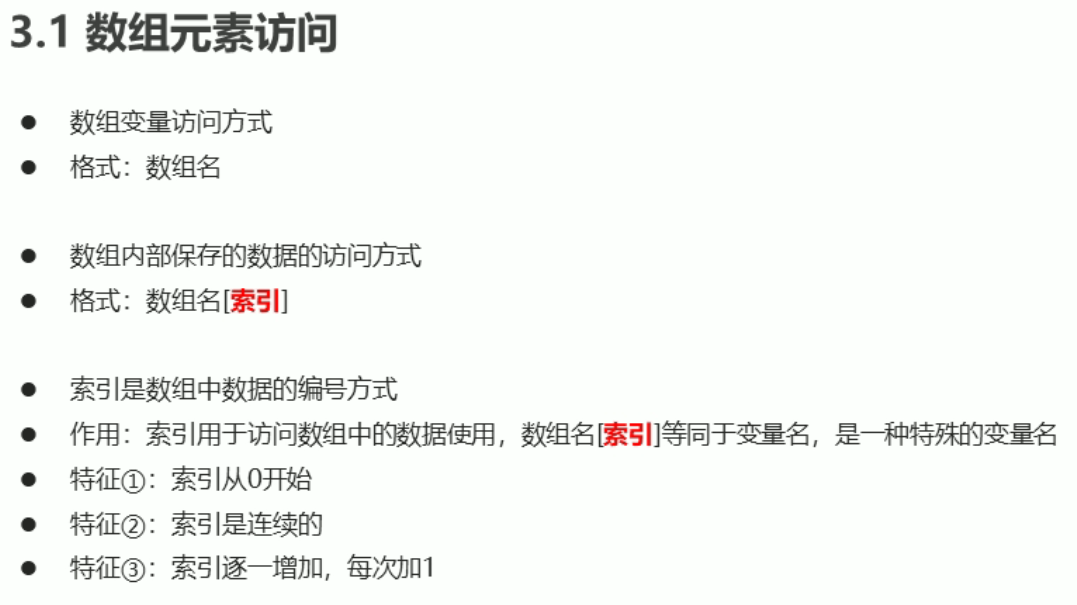 3.1 数组元素访问
● 数组变量访问方式
● 格式：数组名
● 数组内部保存的数据的访问方式
● 格式：数组名[索引]
● 索引是数组中数据的编号方式
● 作用：索引用于访问数组中的数据使用，数组名[索引]等同于变量名，是一种特殊的变量名
● 特征①：索引从0开始
● 特征②：索引是连续的
● 特征③：索引逐一增加，每次加1